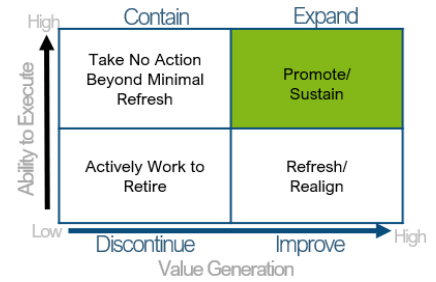 Contain
Expand
High
Take No Action
Beyond Minimal
Refresh
Promote/
Sustain
Ability to Execute
Actively Work to
Retire
Refresh/
Realign
Low
High
Discontinue
Improve
Value Generation